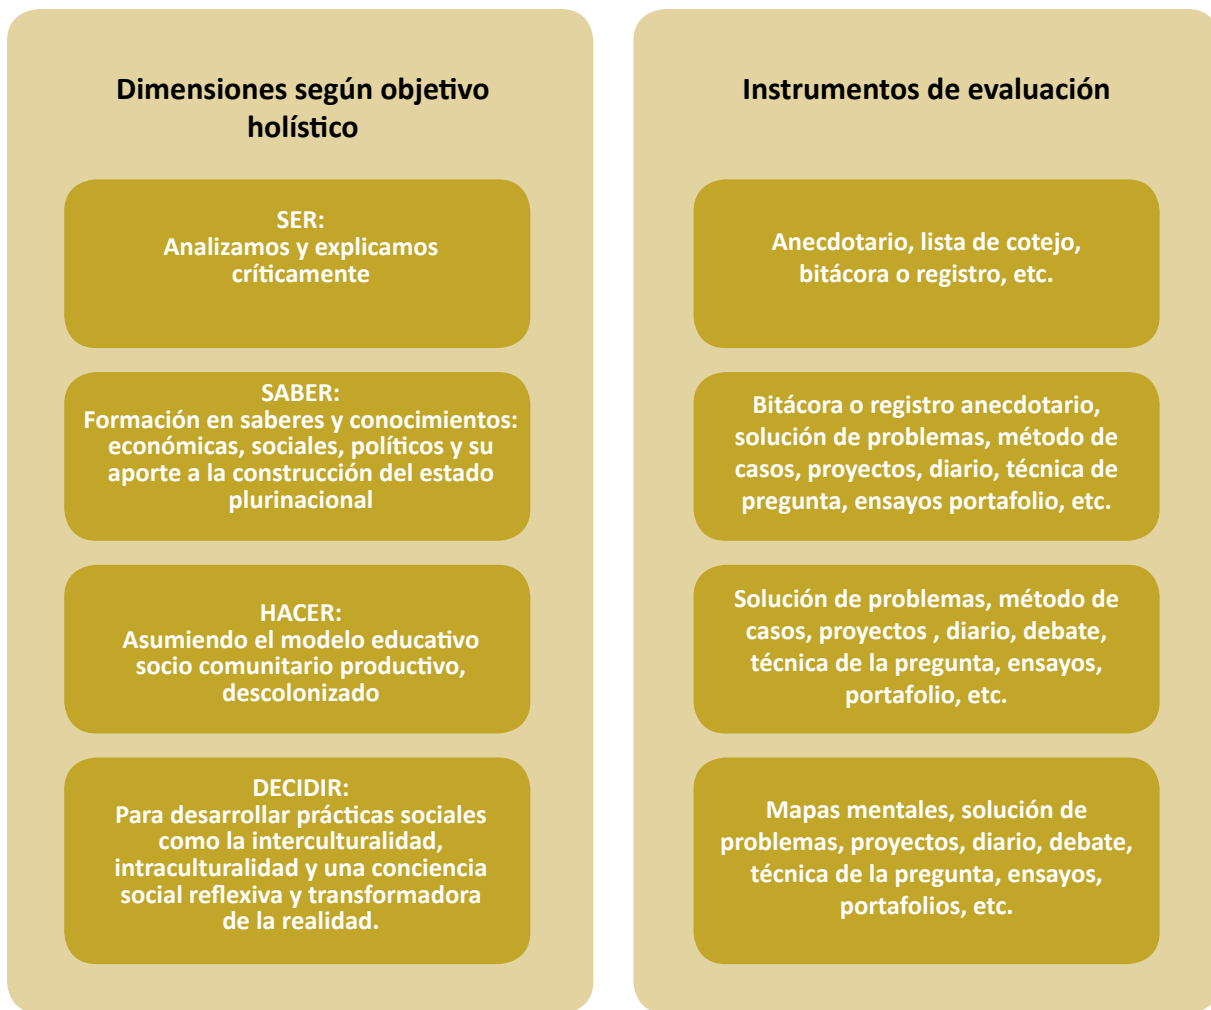 Dimensiones según objetivo
holístico
SER:
Analizamos y explicamos
críticamente
SABER:
Formación en saberes y conocimientos:
económicas, sociales, políticos y su
aporte a la construcción del estado
plurinacional
HACER:
Asumiendo el modelo educativo
socio comunitario productivo,
descolonizado
DECIDIR:
Para desarrollar prácticas sociales
como la interculturalidad,
intraculturalidad y una conciencia
social reflexiva y transformadora
de la realidad.
Instrumentos de evaluación
Anecdotario, lista de cotejo,
bitácora o registro, etc.
Bitácora o registro anecdotario,
solución de problemas, método de
casos, proyectos, diario, técnica de
pregunta, ensayos portafolio, etc.
Solución de problemas, método de
casos, proyectos , diario, debate,
técnica de la pregunta, ensayos,
portafolio, etc.
Mapas mentales, solución de
problemas, proyectos, diario, debate,
técnica de la pregunta, ensayos,
portafolios, etc.